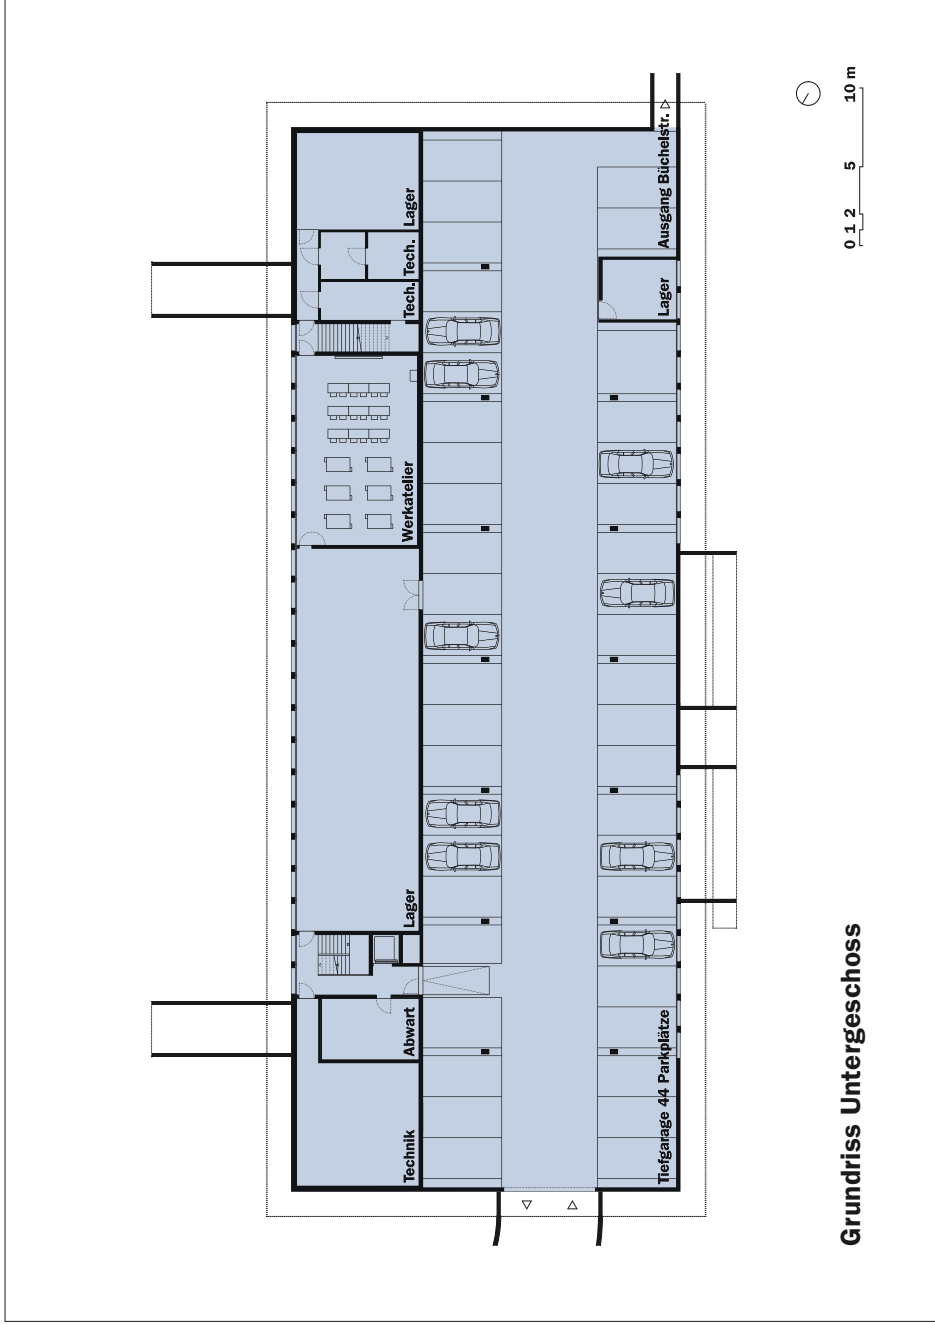 Lager
Tech.
Tech.
Werkatelier
Lager
Abwart
Technik
Ausgang Büchelstr.
Lager
Tiefgarage 44 Parkplätze
Grundriss Untergeschoss
0 1 2 5 10 m